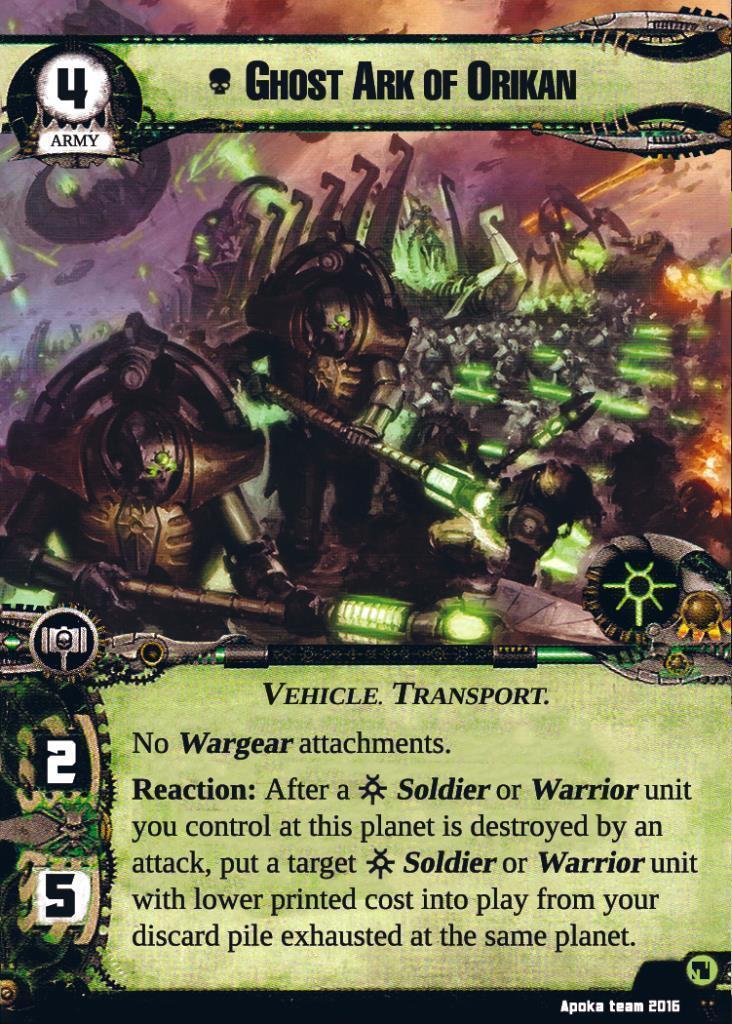 4
ARMY
Ghost Ark of Orikan
Vehicle. Transport.
2
5
No Wargear attachments.
Reaction: After a Soldier or Warrior unit
you control at this planet is destroyed by an
attack, put a target Soldier or Warrior unit
with lower printed cost into play from your
discard pile exhausted at the same planet.
Apoka team 2016